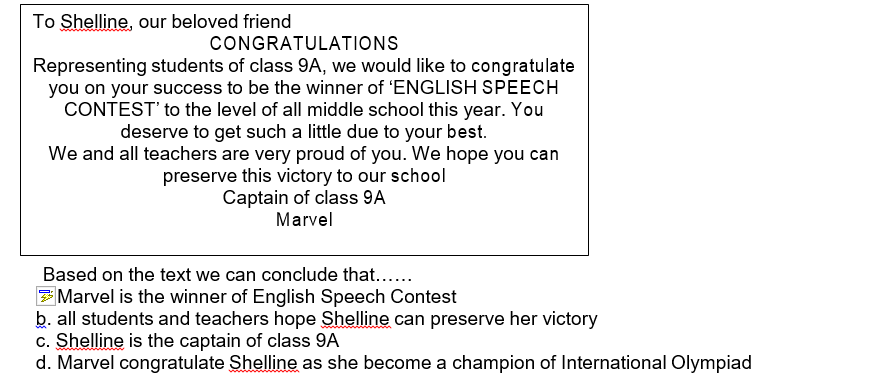 To Shelline, our beloved friend
CONGRATULATIONS
Representing students of class 9A, we would like to congratulate
you on your success to be the winner of ‘ENGLISH SPEECH
CONTEST’ to the level of all middle school this year. You
deserve to get such a little due to your best.
We and all teachers are very proud of you. We hope you can
preserve this victory to our school
Captain of class 9A
Marvel
Based on the text we can conclude that……
Marvel is the winner of English Speech Contest
b. all students and teachers hope Shelline can preserve her victory
c. Shelline is the captain of class 9A
d. Marvel congratulate Shelline as she become a champion of International Olympiad